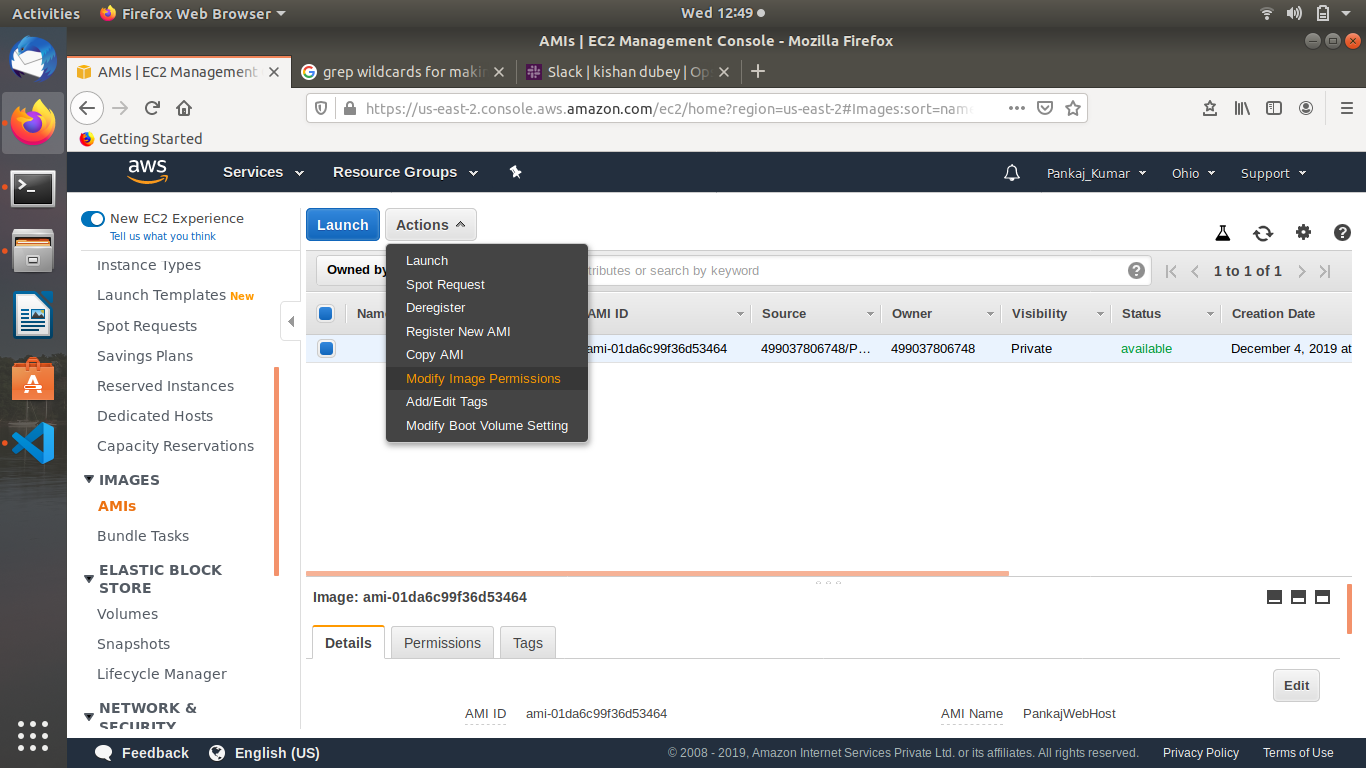 Activities
Firefox Web Browser
Wed 12:49
AMIs | EC2 Management Console - Mozilla Firefox
AMIs | EC2 Management
grep wildcards for makin
Slack | kishan dubey | Op
https://us-east-2.console.aws.amazon.com/ec2/home?region=us-east-2#Images:sort=name
Getting Started
aws
Services
Resource Groups
Pankaj_Kumar
Ohio
Support
New EC2 Experience
Tell us what you think
Instance Types
Launch Templates New
Spot Requests
Savings Plans
Reserved Instances
Dedicated Hosts
Capacity Reservations
IMAGES
AMIs
Bundle Tasks
ELASTIC BLOCK
STORE
Volumes
Snapshots
Lifecycle Manager
NETWORK &
SECURITY
Launch
Actions
Launch
Spot Request
Deregister
Register New AMI
Copy AMI
Modify Image Permissions
Add/Edit Tags
Modify Boot Volume Setting
Owned by
tributes or search by keyword
1 to 1 of 1
Name
AMI ID
Source
Owner
Visibility
Status
Creation Date
ami-01da6c99f36d53464
499037806748/P…
499037806748
Private
available
December 4, 2019 at
Image: ami-01da6c99f36d53464
Details
Permissions
Tags
Edit
AMI ID
ami-01da6c99f36d53464
AMI Name
PankajWebHost
Feedback
English (US)
© 2008 - 2019, Amazon Internet Services Private Ltd. or its affiliates. All rights reserved.
Privacy Policy
Terms of Use